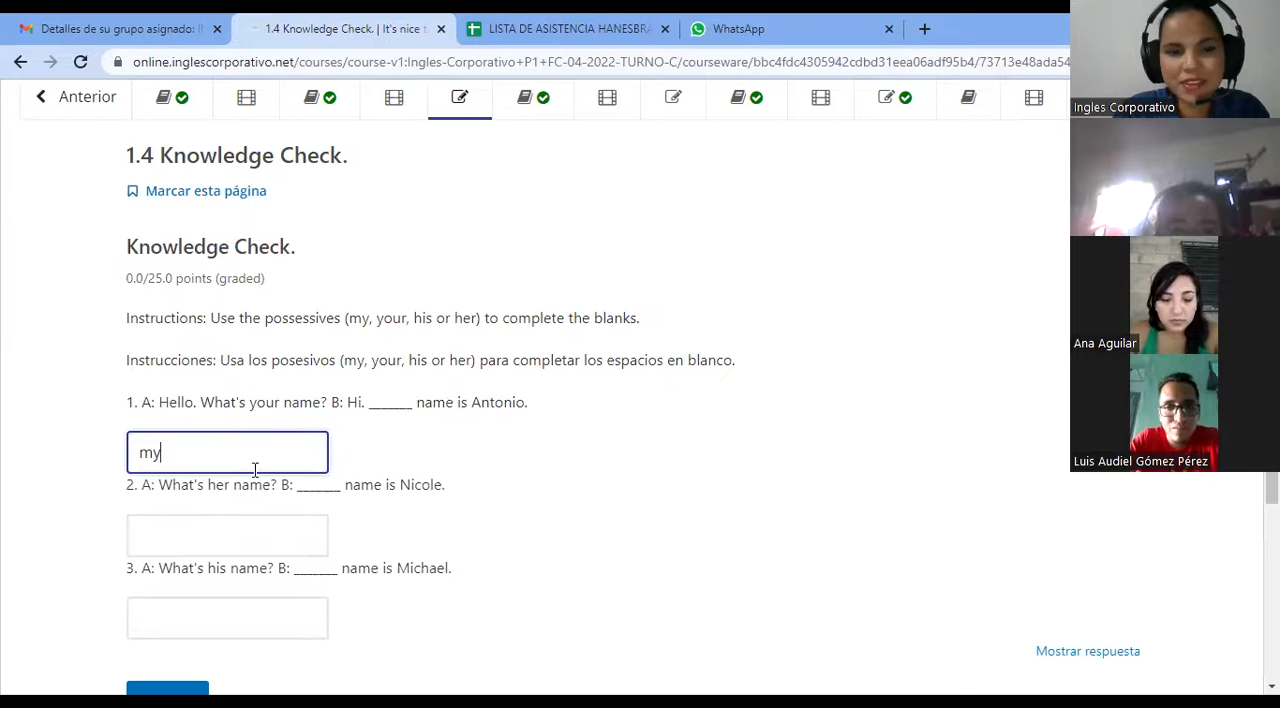 Detalles de su grupo asignado: I
1.4 Knowledge Check. | It's nice t
LISTA DE ASISTENCIA HANESBRA
WhatsApp
online.inglescorporativo.net/courses/course-v1:Ingles-Corporativo+P1+FC-04-2022-TURNO-C/courseware/bbc4fdc4305942cdbd31eea06adf95b4/73713e48ada54
Ingles Corporativo
Anterior
1.4 Knowledge Check.
Marcar esta página
Knowledge Check.
0.0/25.0 points (graded)
Instructions: Use the possessives (my, your, his or her) to complete the blanks.
Ana Aguilar
Instrucciones: Usa los posesivos (my, your, his or her) para completar los espacios en blanco.
1. A: Hello. What's your name? B: Hi. _______ name is Antonio.
my
Luis Audiel Gómez Pérez
2. A: What's her name? B: _______ name is Nicole.
3. A: What's his name? B: _______ name is Michael.
Mostrar respuesta